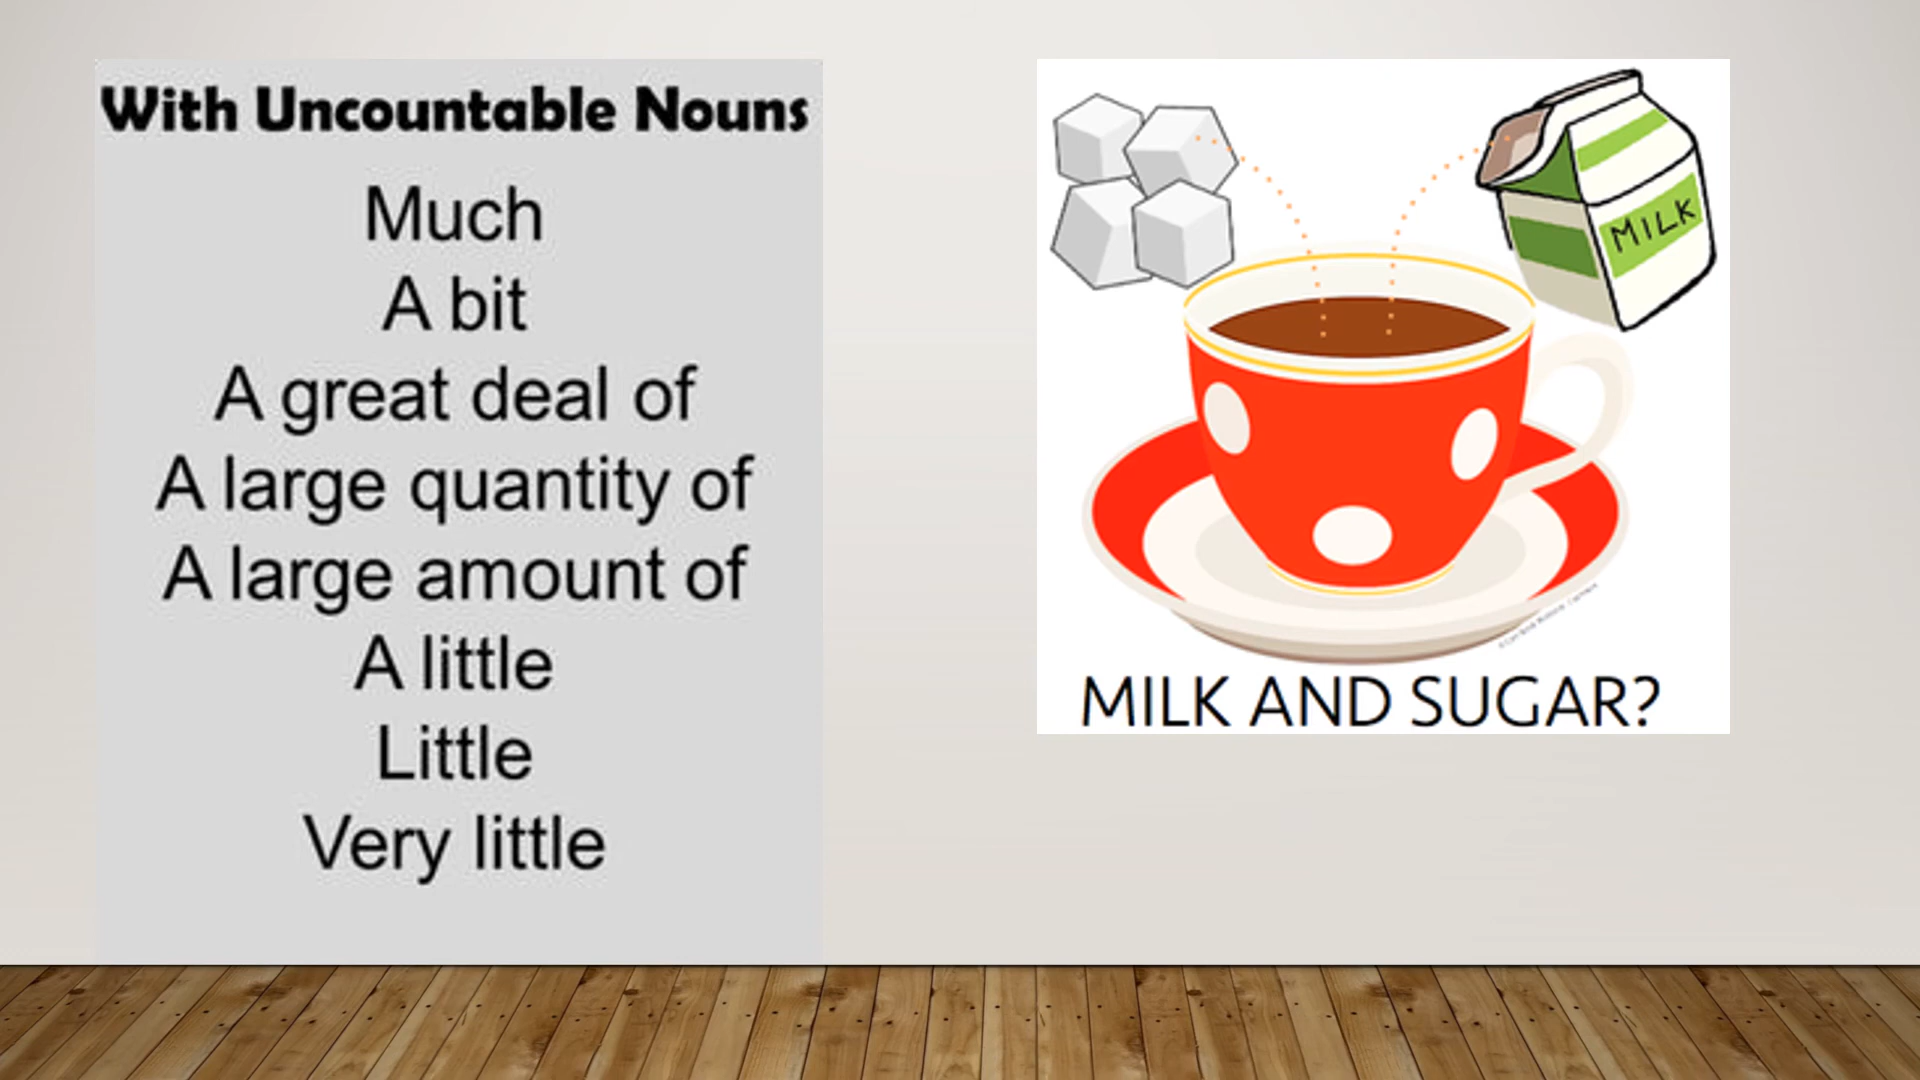 With Uncountable Nouns
Much
A bit
A great deal of
A large quantity of
A large amount of
A little
Little
Very little
MILK
MILK AND SUGAR?